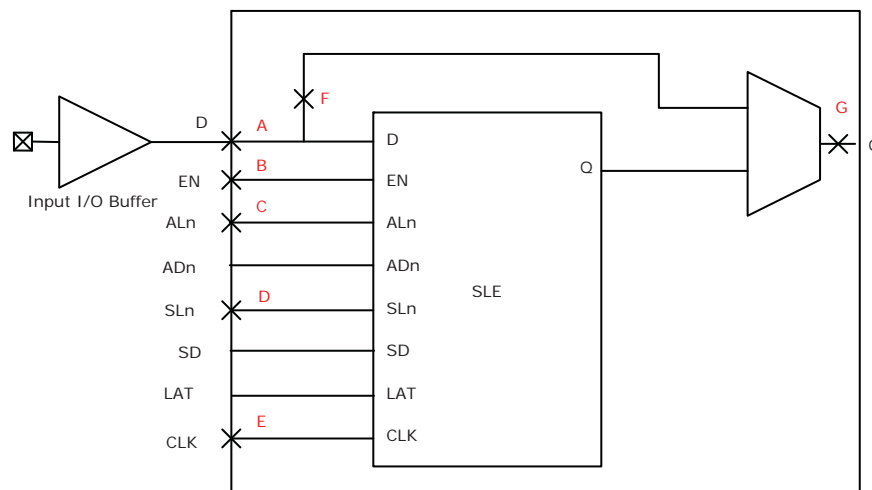 G
F
D A
D
B
Q
EN EN
Input I/O Buffer
C
ALn ALn
ADn ADn
D SLE
SLn SLn
SD SD
LAT LAT
E
CLK CLK